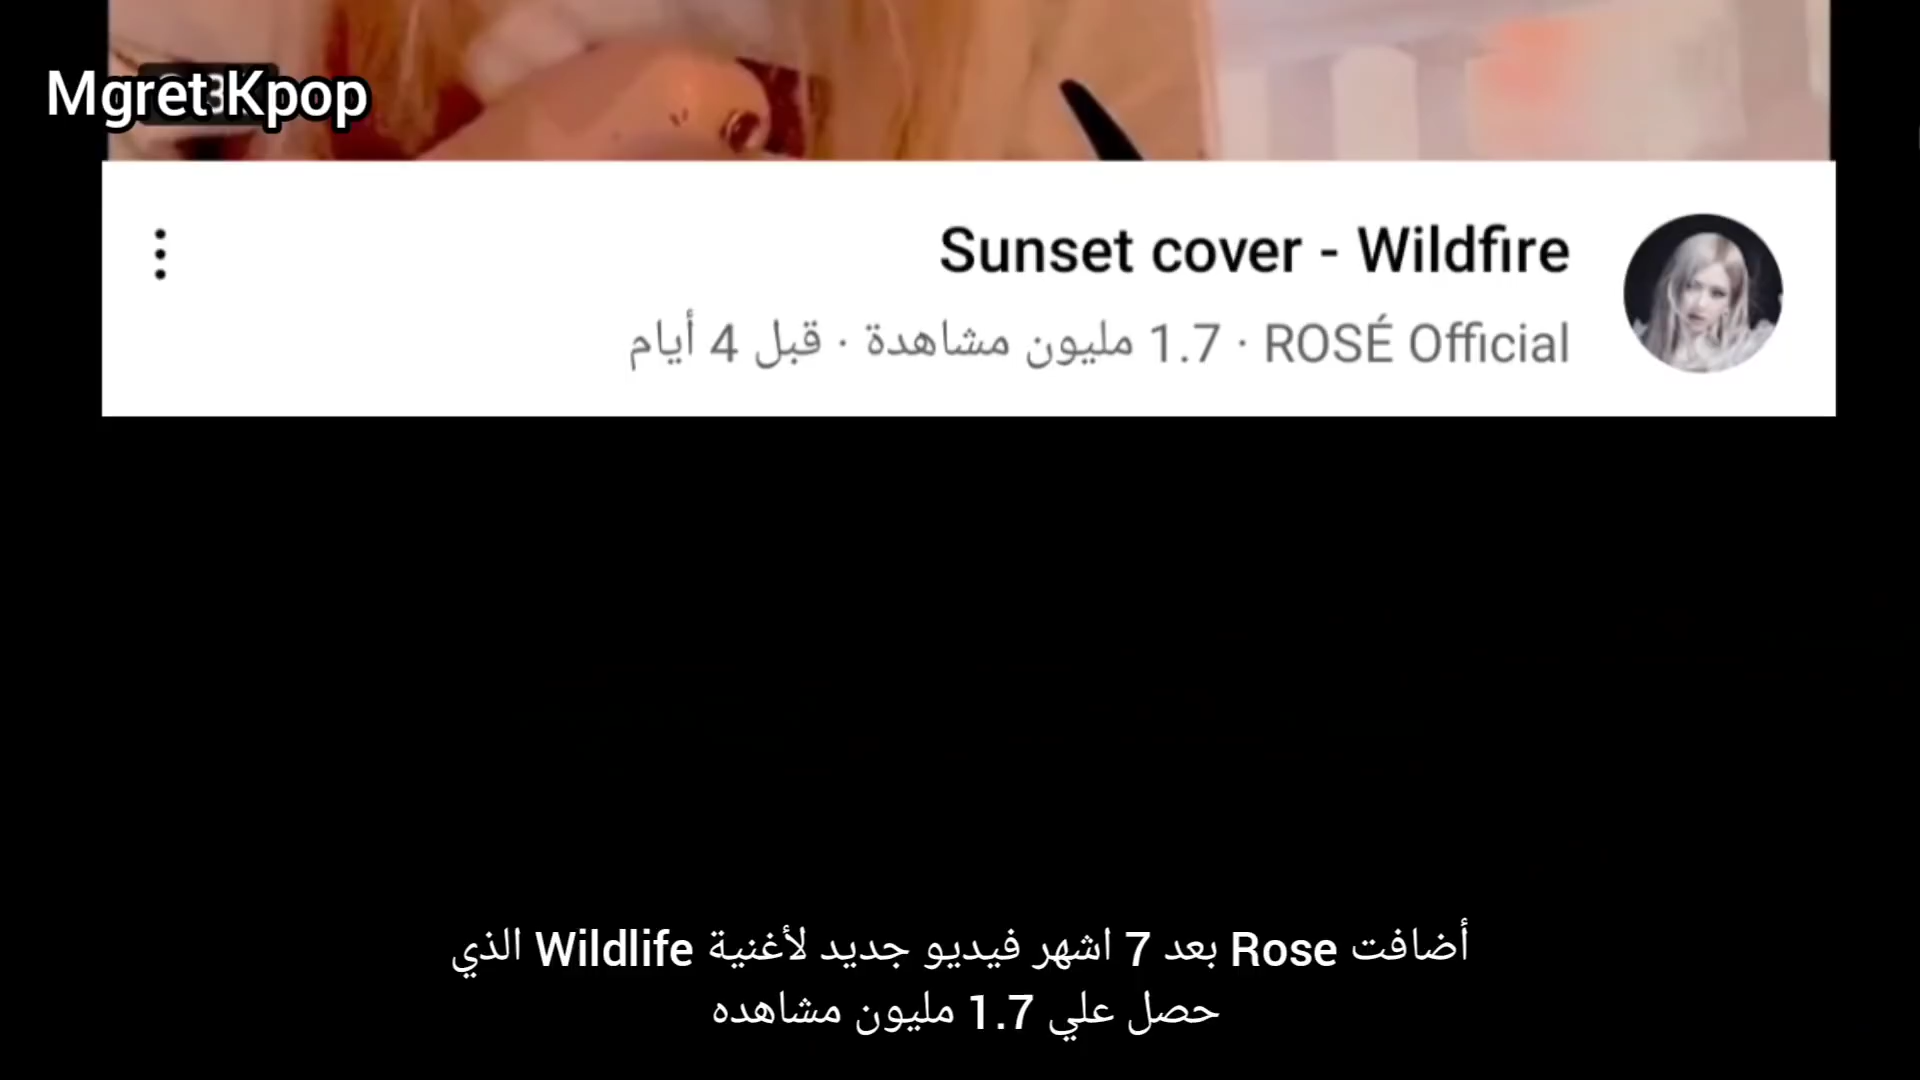 Mgret Kpop
Sunset cover - Wildfire
ROSÉ Official · 1.7 مليون مشاهدة · قبل 4 أيام
أضافت Rose بعد 7 اشهر فيديو جديد لأغنية Wildlife الذي
حصل علي 1.7 مليون مشاهده